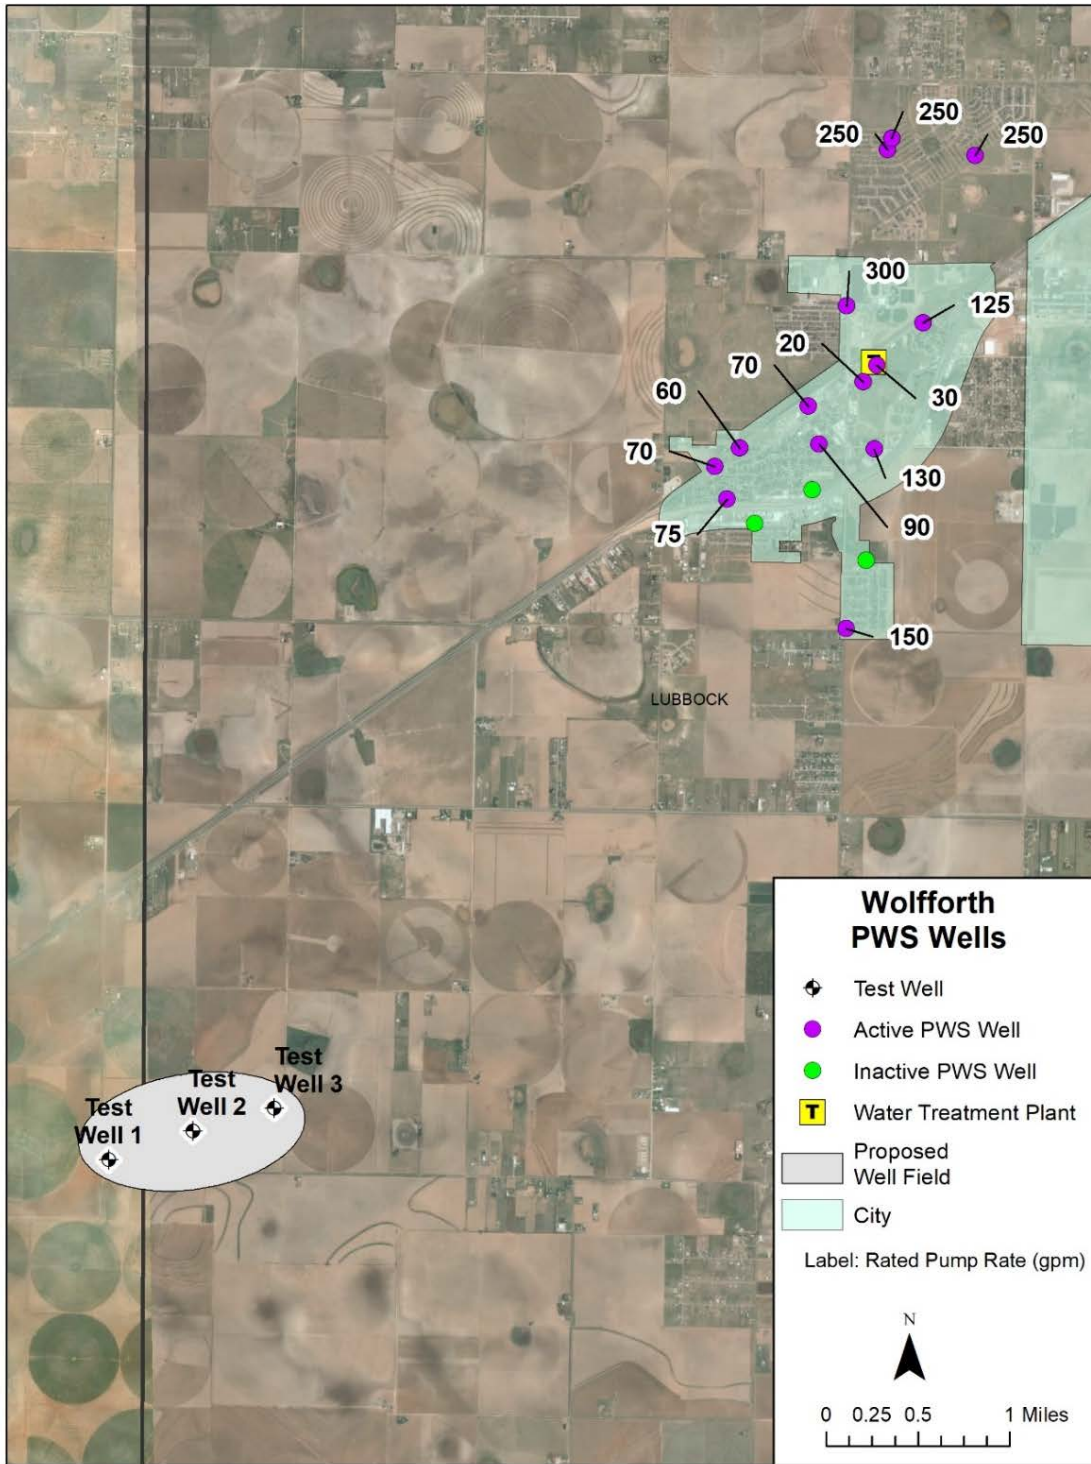 250
250
250
300
125
20
70
60
30
70
130
75
90
150
LUBBOCK
Test
Well 3
Test
Well 2
Test
Well 1
Wolfforth
PWS Wells
Test Well
Active PWS Well
Inactive PWS Well
T
Water Treatment Plant
Proposed
Well Field
City
Label: Rated Pump Rate (gpm)
N
0 0.25 0.5 1 Miles